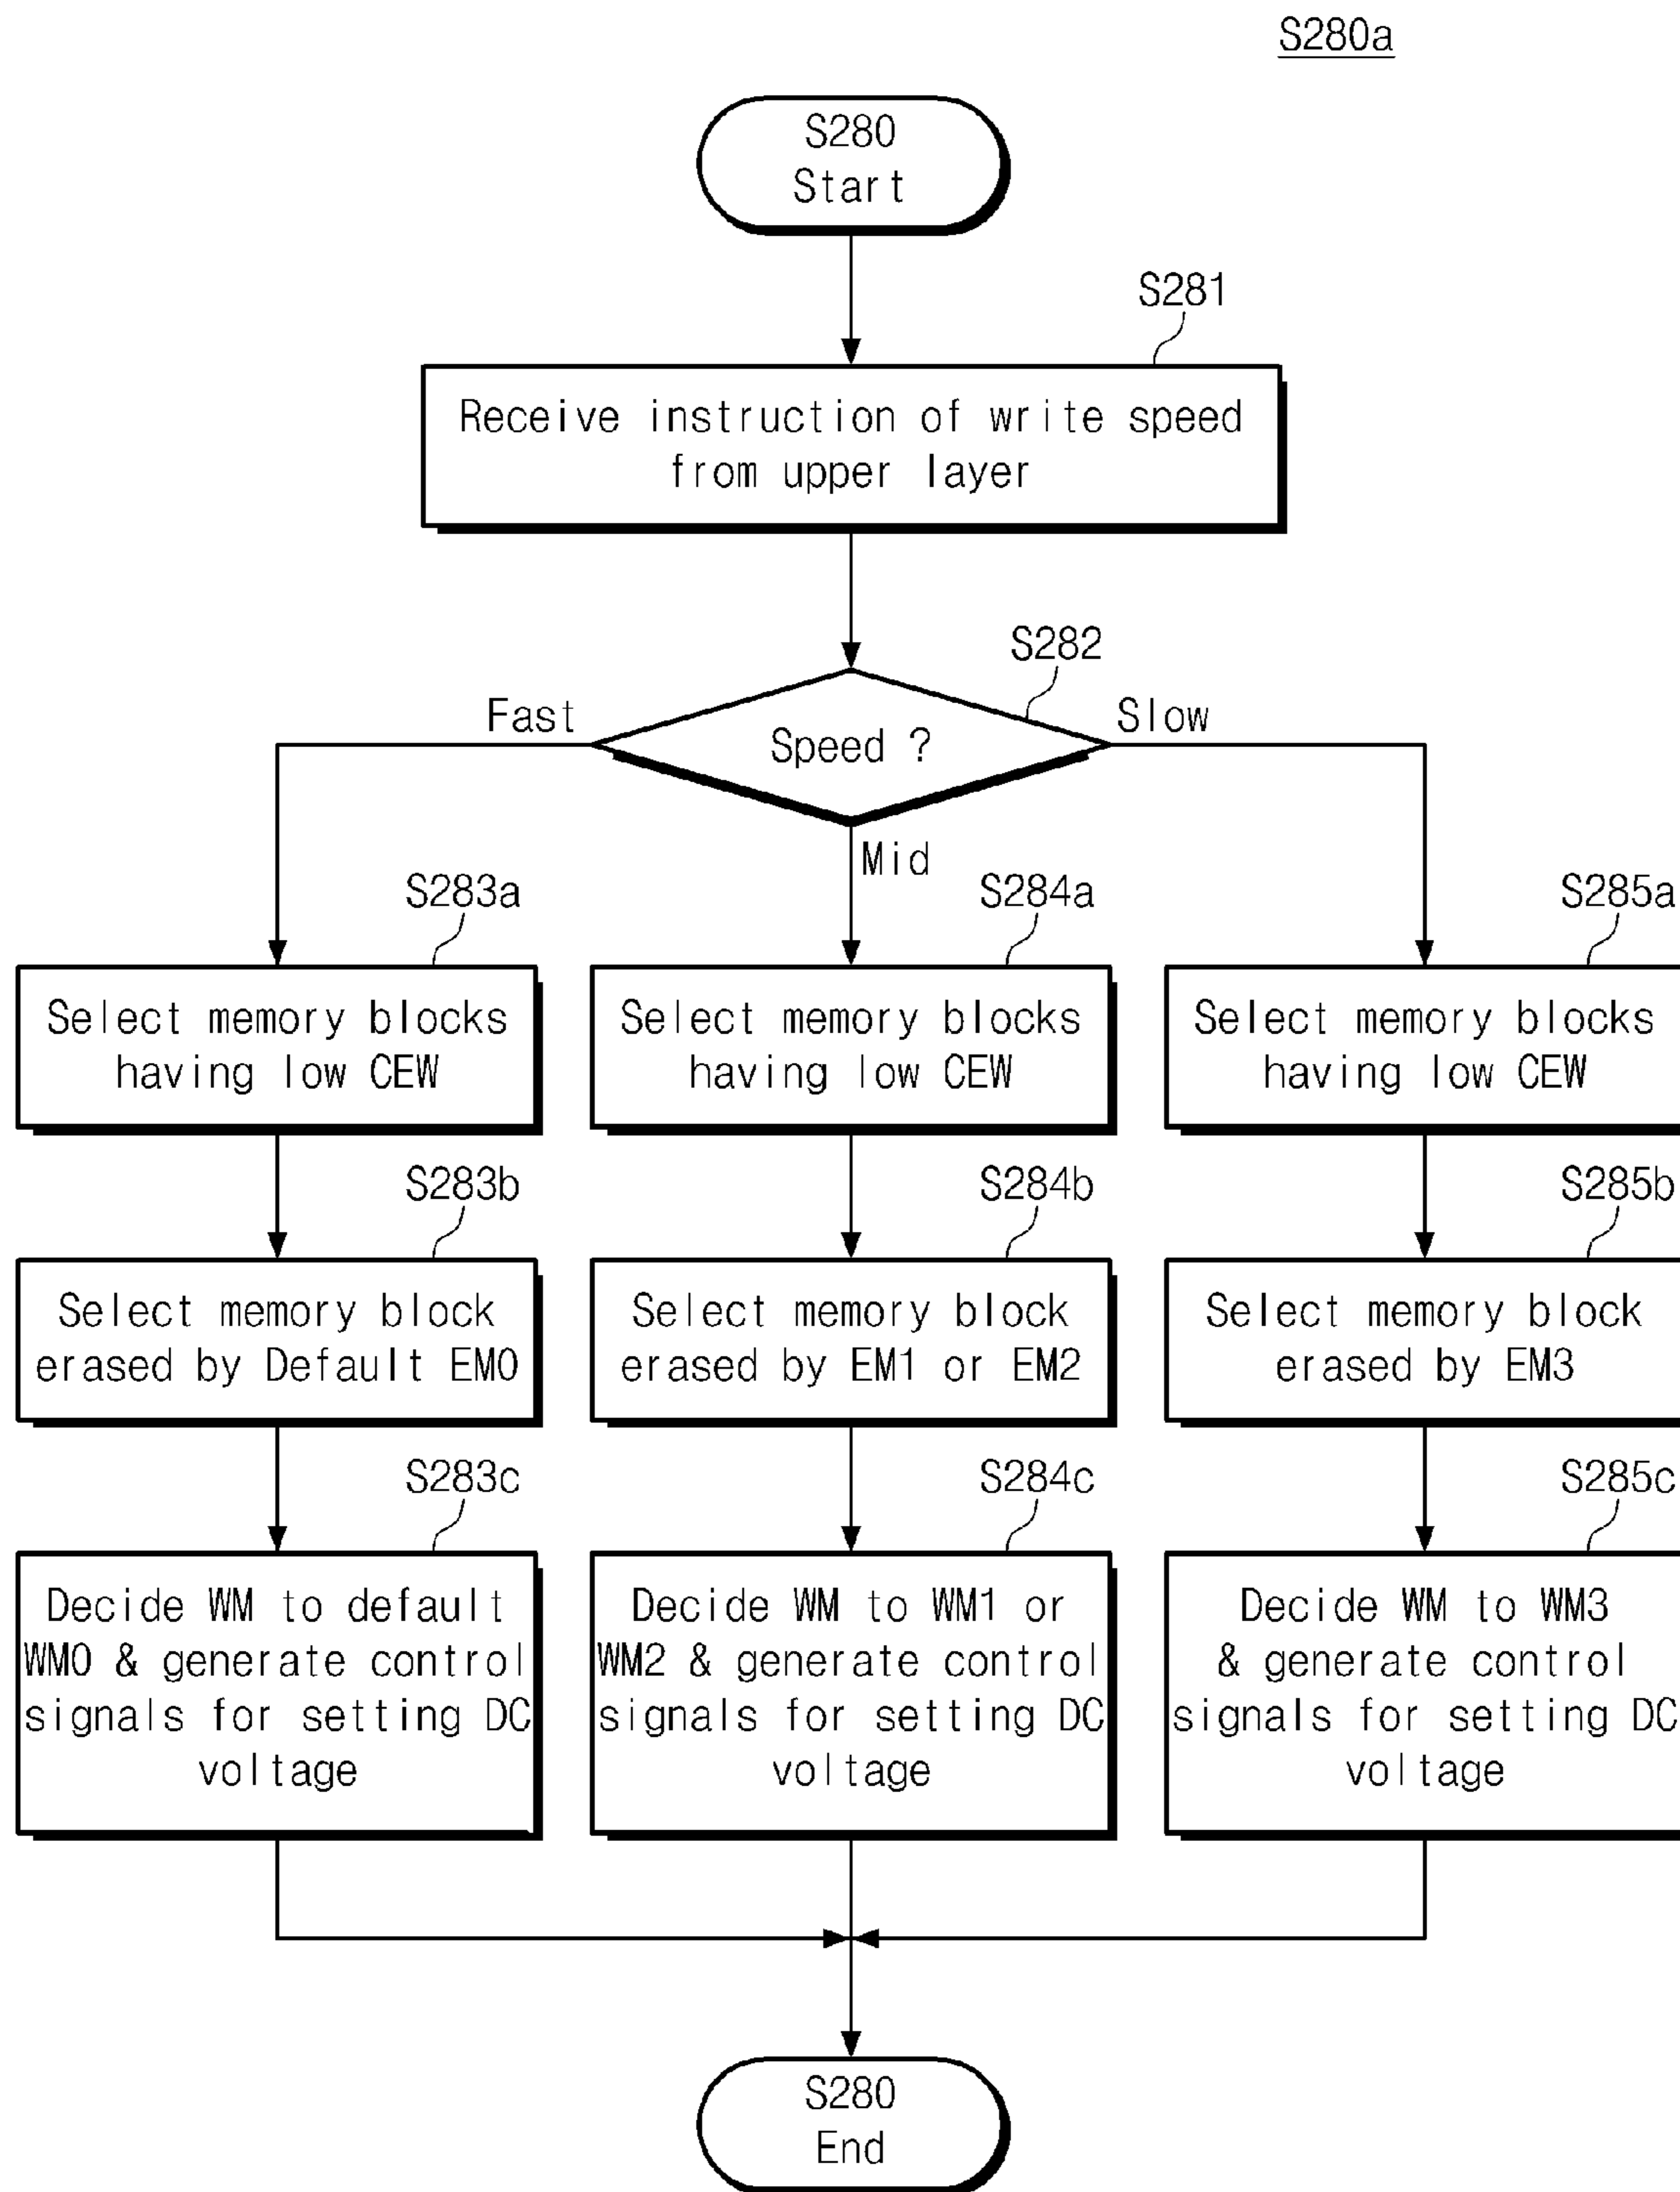 S280a
S280
Start
S281
Receive instruction of write speed
from upper layer
S282
Fast
Speed ?
Slow
Mid
S283a
Select memory blocks
having low CEW
S283b
Select memory block
erased by Default EM0
S283c
Decide WM to default
WM0 & generate control
signals for setting DC
voltage
S284a
Select memory blocks
having low CEW
S284b
Select memory block
erased by EM1 or EM2
S284c
Decide WM to WM1 or
WM2 & generate control
signals for setting DC
voltage
S285a
Select memory blocks
having low CEW
S285b
Select memory block
erased by EM3
S285c
Decide WM to WM3
& generate control
signals for setting DC
voltage
S280
End